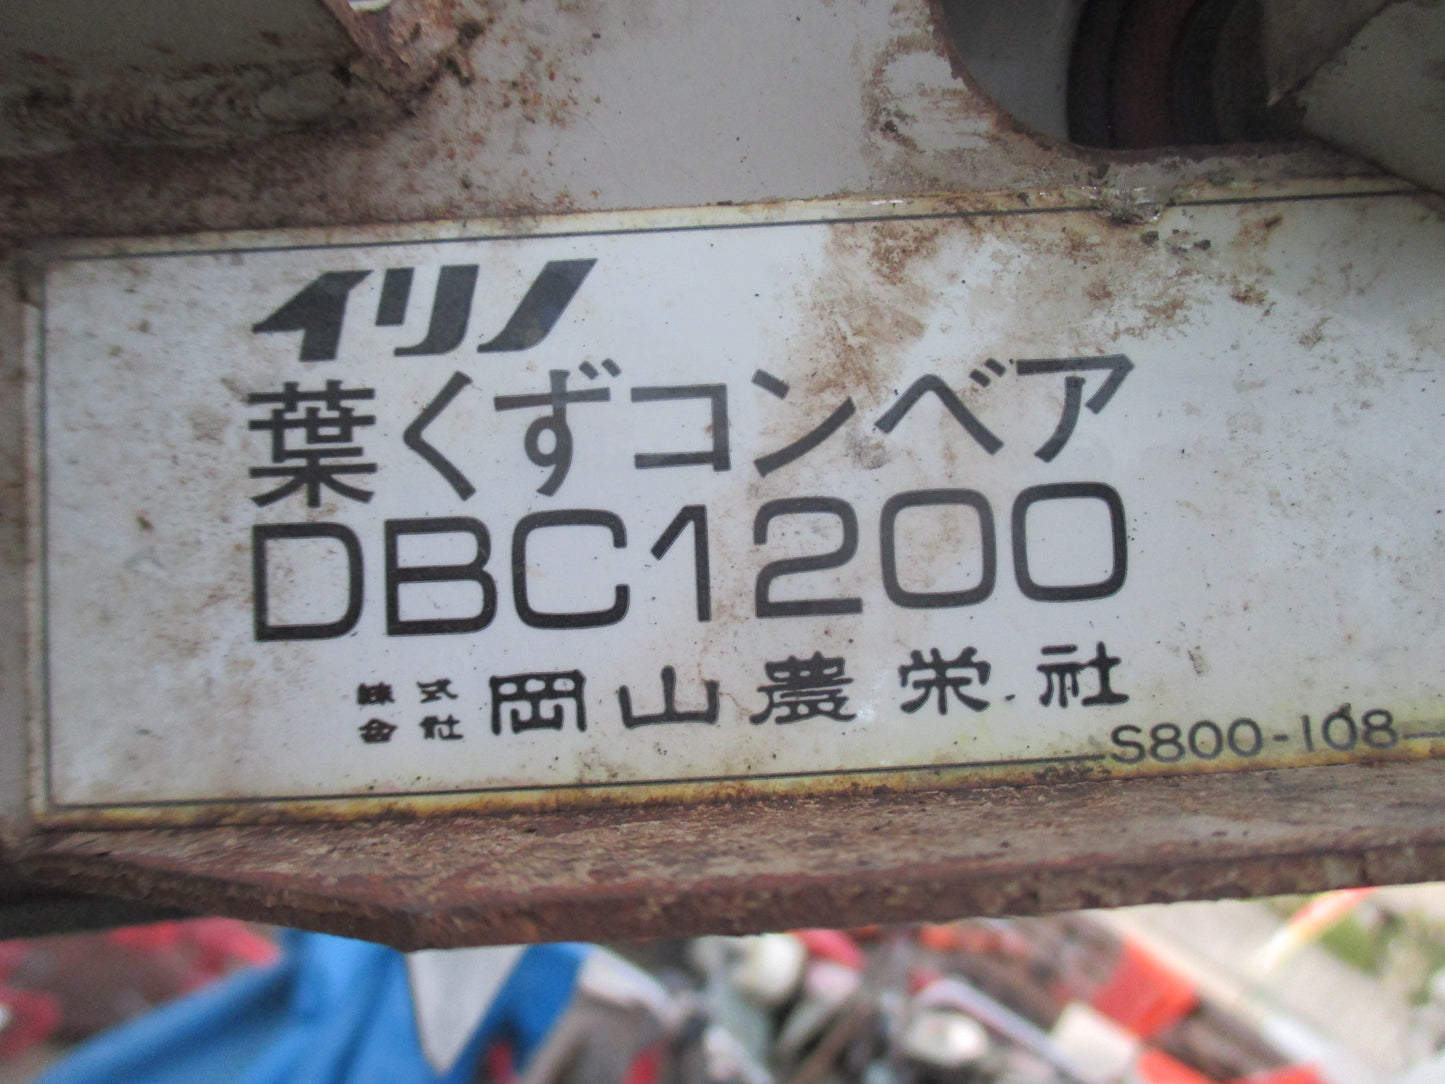 イリノ
葉くずコンベア
DBC1200
株式会社 岡山農栄社
S800-108